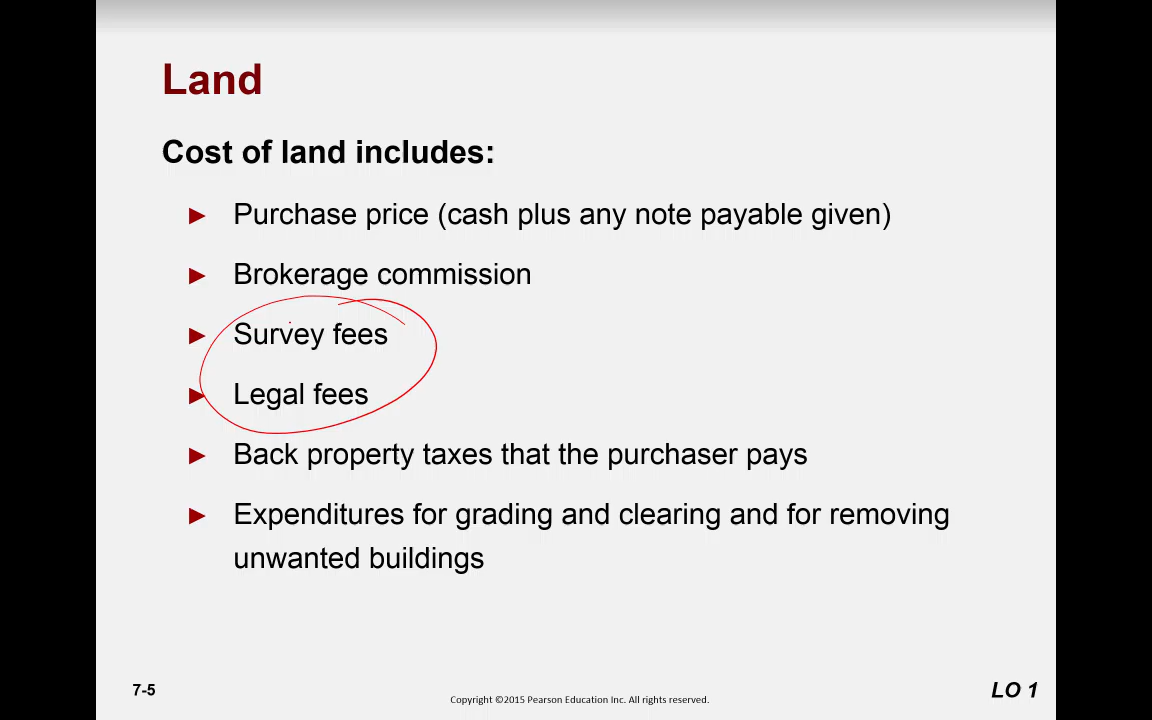 Land
Cost of land includes:
► Purchase price (cash plus any note payable given)
► Brokerage commission
► Survey fees
► Legal fees
► Back property taxes that the purchaser pays
► Expenditures for grading and clearing and for removing
unwanted buildings
7-5
Copyright ©2015 Pearson Education Inc. All rights reserved.
LO 1